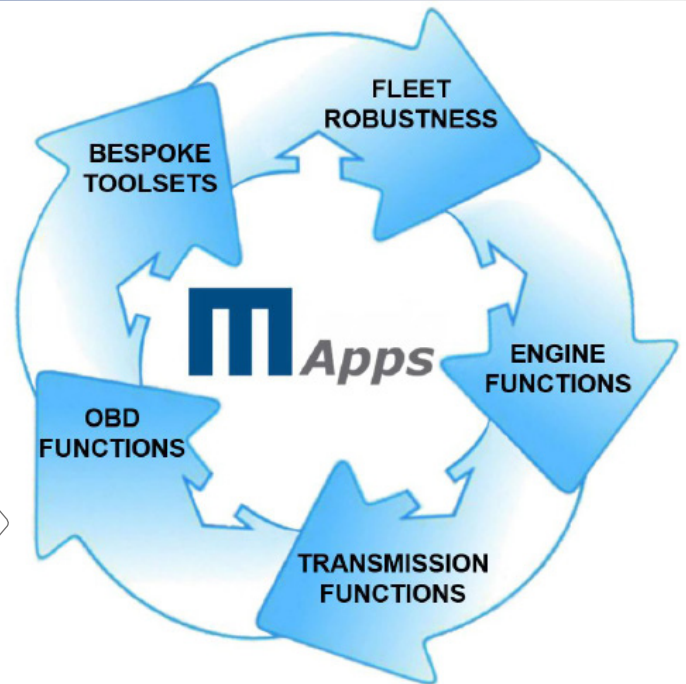 FLEET
ROBUSTNESS
BESPOKE
TOOLSETS
m Apps
ENGINE
FUNCTIONS
OBD
FUNCTIONS
TRANSMISSION
FUNCTIONS